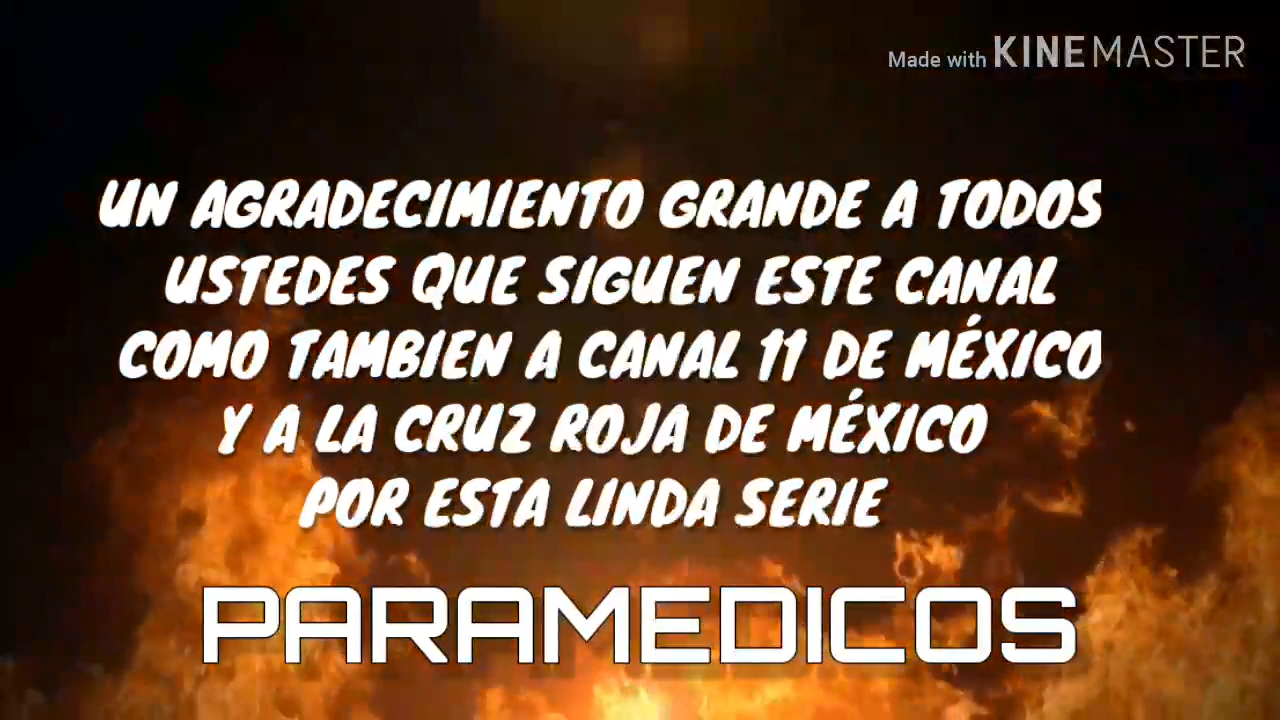 Made with KINEMASTER
UN AGRADECIMIENTO GRANDE A TODOS
USTEDES QUE SIGUEN ESTE CANAL
COMO TAMBIEN A CANAL 11 DE MÉXICO
Y A LA CRUZ ROJA DE MÉXICO
POR ESTA LINDA SERIE
PARAMEDICOS